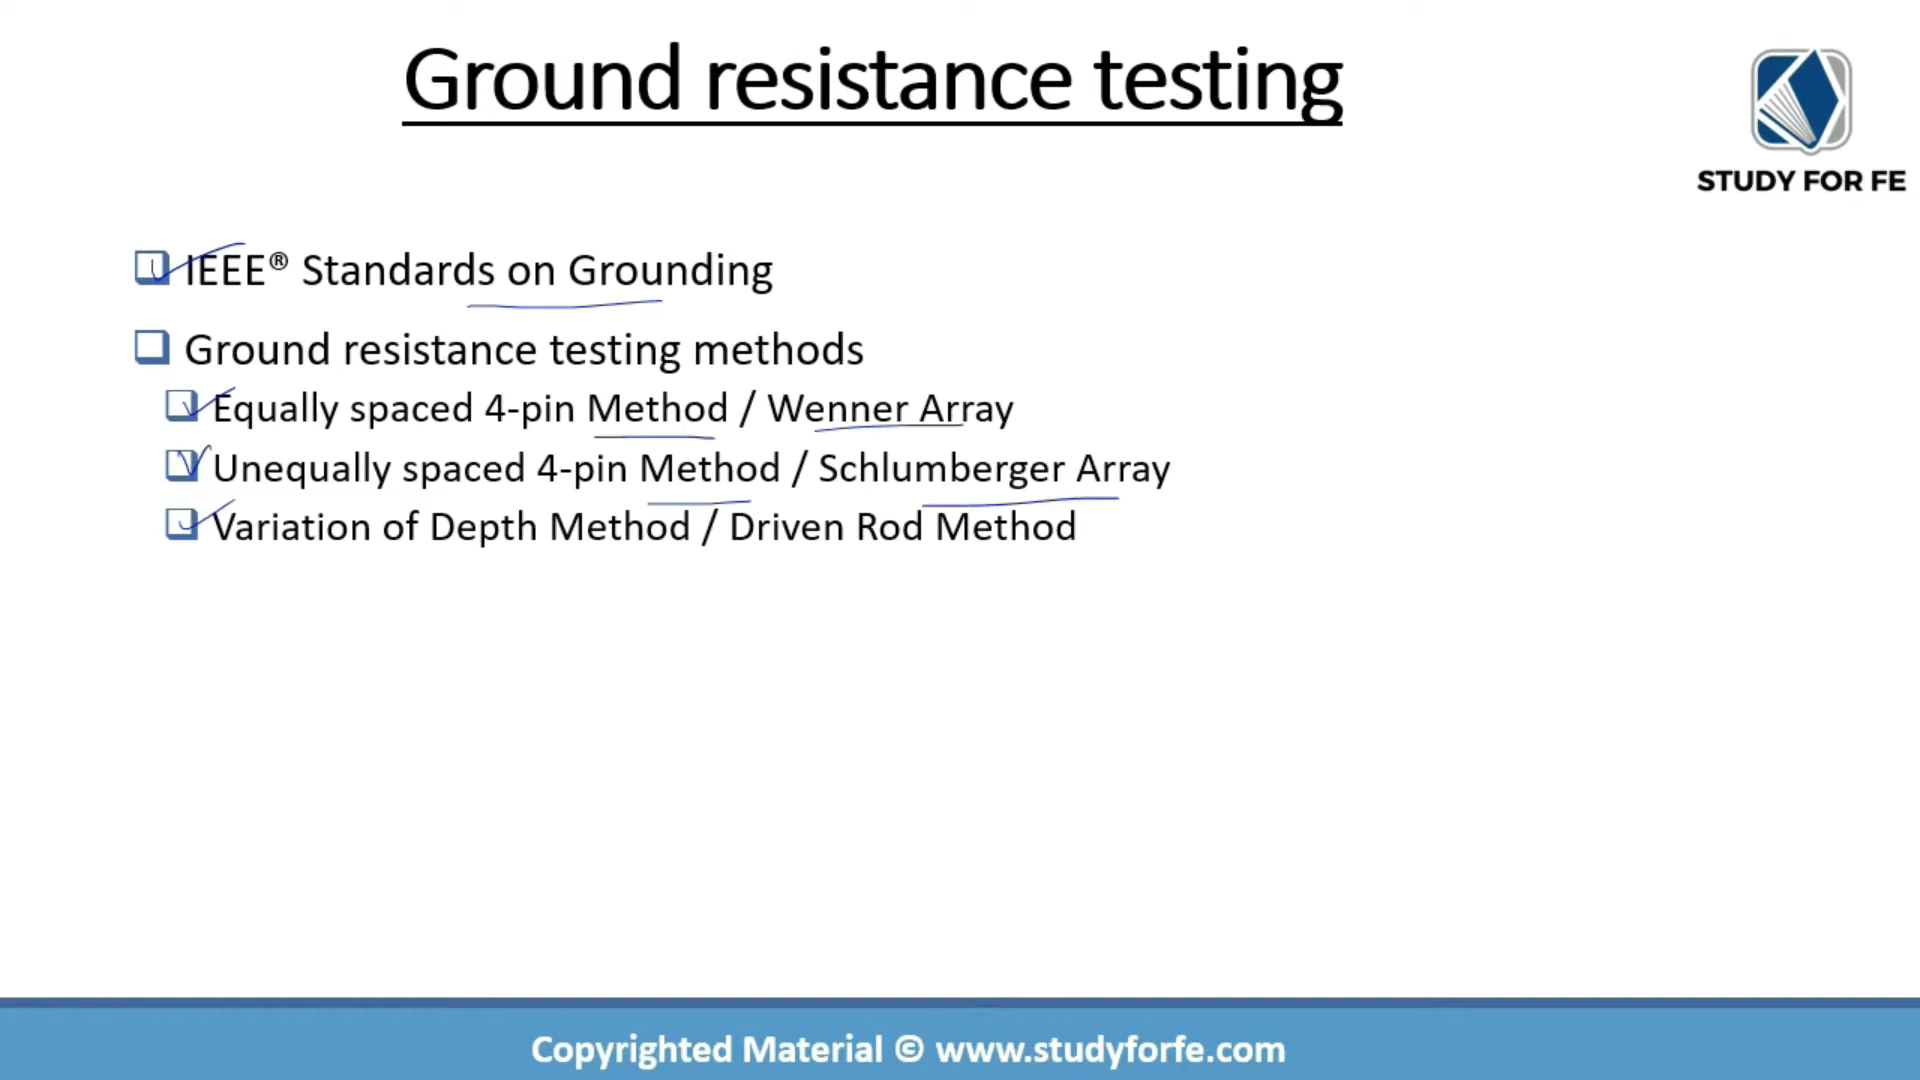 Ground resistance testing
STUDY FOR FE
IEEE® Standards on Grounding
Ground resistance testing methods
Equally spaced 4-pin Method / Wenner Array
Unequally spaced 4-pin Method / Schlumberger Array
Variation of Depth Method / Driven Rod Method
Copyrighted Material © www.studyforfe.com